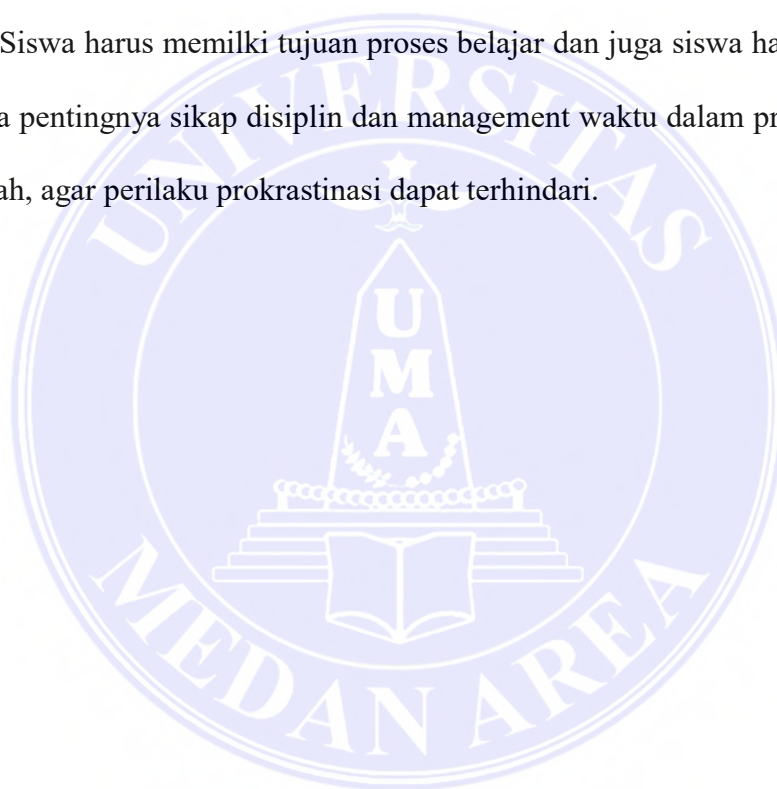 Siswa harus memilki tujuan proses belajar dan juga siswa ha
pentingnya sikap disiplin dan management waktu dalam pr
ah, agar perilaku prokrastinasi dapat terhindari.
UNIVERSITAS
UMA
MEDAN AREA